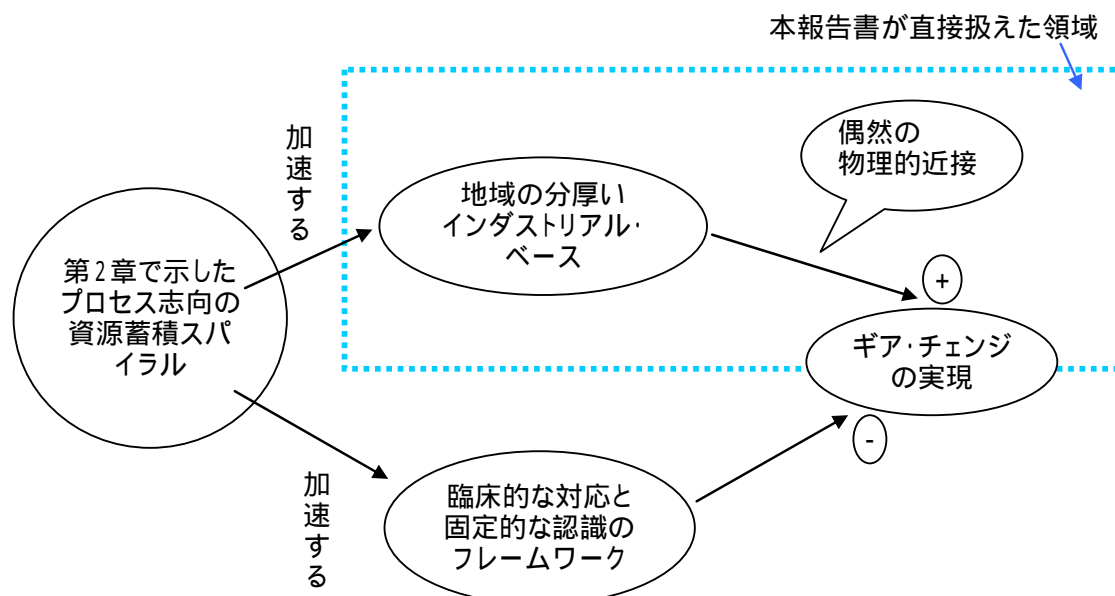 本報告書が直接扱えた領域
加速する
偶然の
物理的近接
地域の分厚い
インダストリアル・
ベース
第2章で示した
プロセス志向の
資源蓄積スパ
イラル
+
ギア・チェンジ
の実現
-
加速する
臨床的な対応と
固定的な認識の
フレームワーク